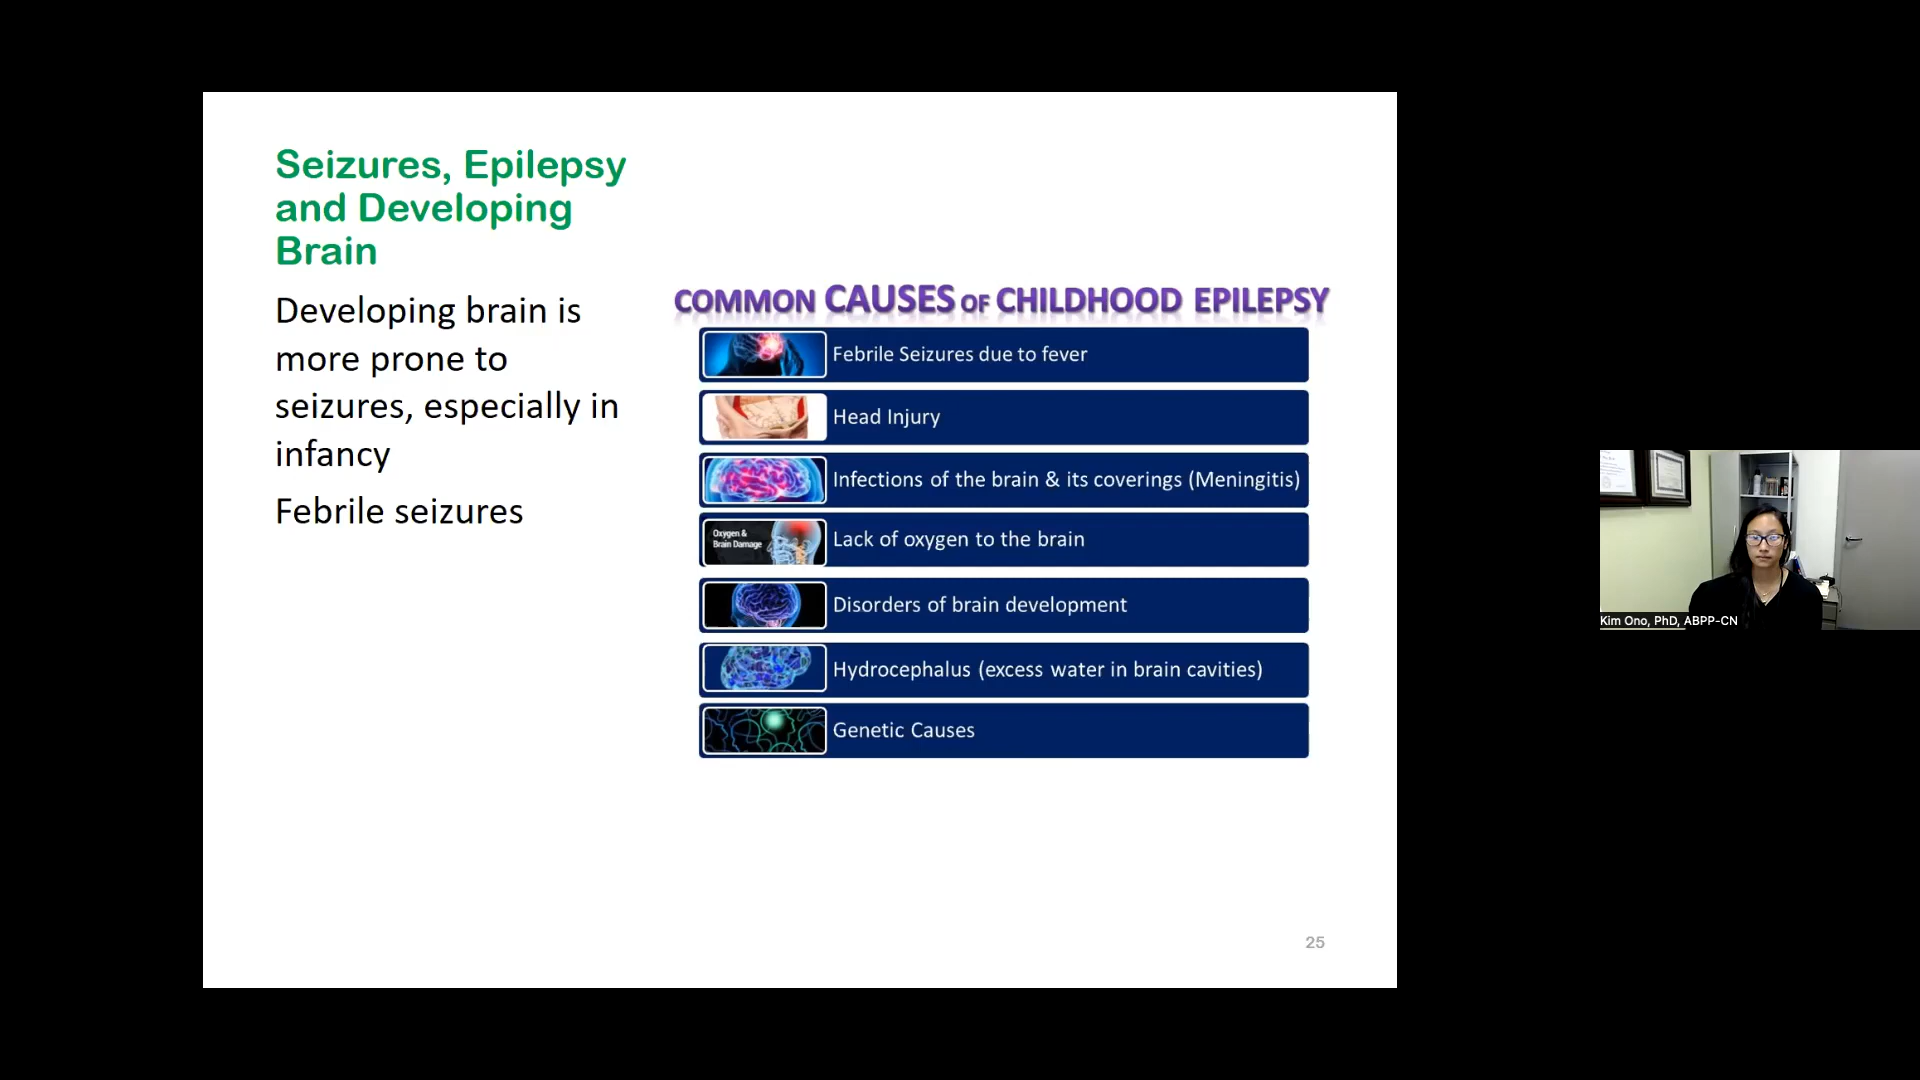 Seizures, Epilepsy
and Developing
Brain
Developing brain is
more prone to
seizures, especially in
infancy
Febrile seizures
COMMON CAUSES OF CHILDHOOD EPILEPSY
Febrile Seizures due to fever
Head Injury
Infections of the brain & its coverings (Meningitis)
Oxygen &
Brain Damage
Lack of oxygen to the brain
Disorders of brain development
Hydrocephalus (excess water in brain cavities)
Genetic Causes
25
Kim Ono, PhD, ABPP-CN